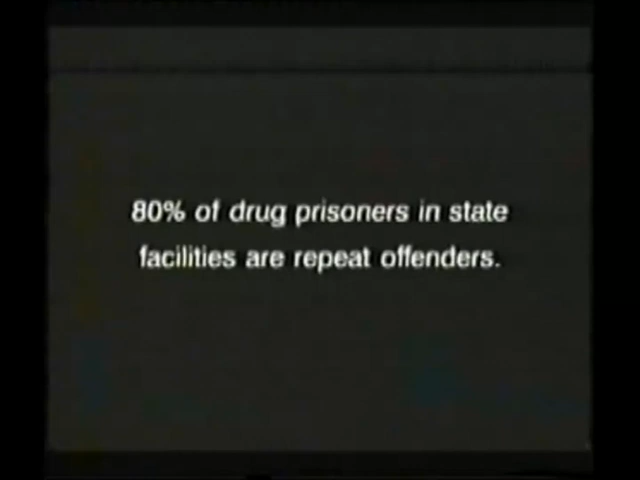 80% of drug prisoners in state
facilities are repeat offenders.